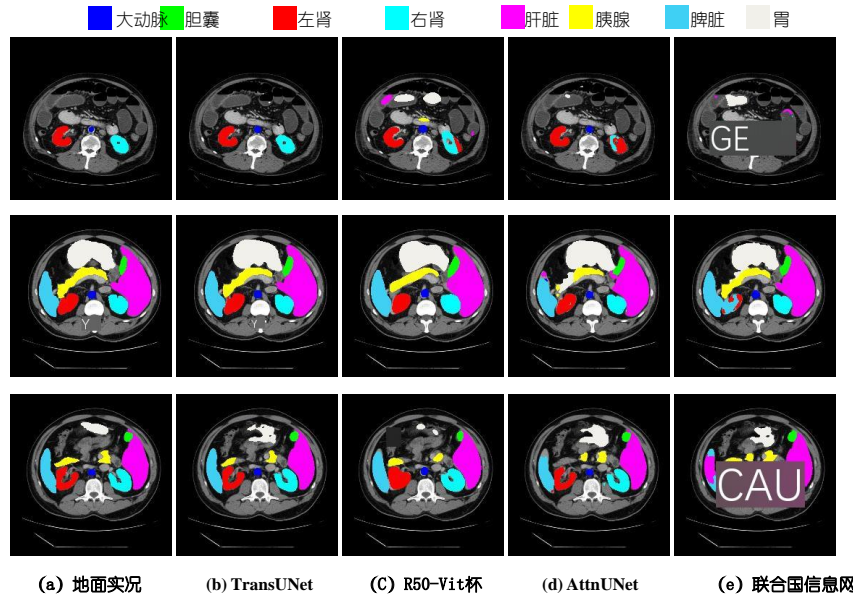 大动脉 胆囊 左肾 右肾 肝脏 胰腺 脾脏 胃
GE
CAU
(a) 地面实况 (b) TransUNet (C) R50-Vit杯 (d) AttnUNet (e) 联合国信息网